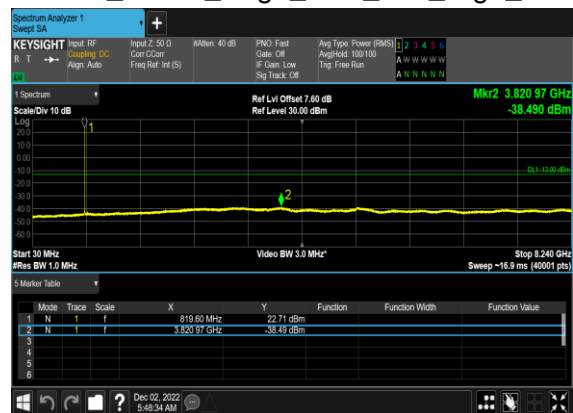 Spectrum Analyzer 1
Swept SA
+
KEYSIGHT Input: RF Input Z: 50 Ω #Atten: 40 dB PNO: Fast Avg Type: Power (RMS) 1 2 3 4 5 6
R T Coupling: DC Corr CCorr Gate: Off Avg|Hold: 100/100 A W W W W W
Align: Auto Freq Ref: Int (S) IF Gain: Low Trig: Free Run
Sig Track: Off A N N N N N
1 Spectrum Ref Lvl Offset 7.60 dB Mkr2 3.820 97 GHz
Scale/Div 10 dB Ref Level 30.00 dBm -38.490 dBm
Log
1
20.0
10.0
0.00
-10.0 DL1 -13.00 dBm
-20.0
-30.0 2
-40.0
-50.0
-60.0
Start 30 MHz Video BW 3.0 MHz* Stop 8.240 GHz
#Res BW 1.0 MHz Sweep ~16.9 ms (40001 pts)
5 Marker Table
Mode Trace Scale X Y Function Function Width Function Value
1 N 1 f 819.60 MHz 22.71 dBm
2 N 1 f 3.820 97 GHz -38.49 dBm
3
4
5
6
? Dec 02, 2022
5:48:34 AM